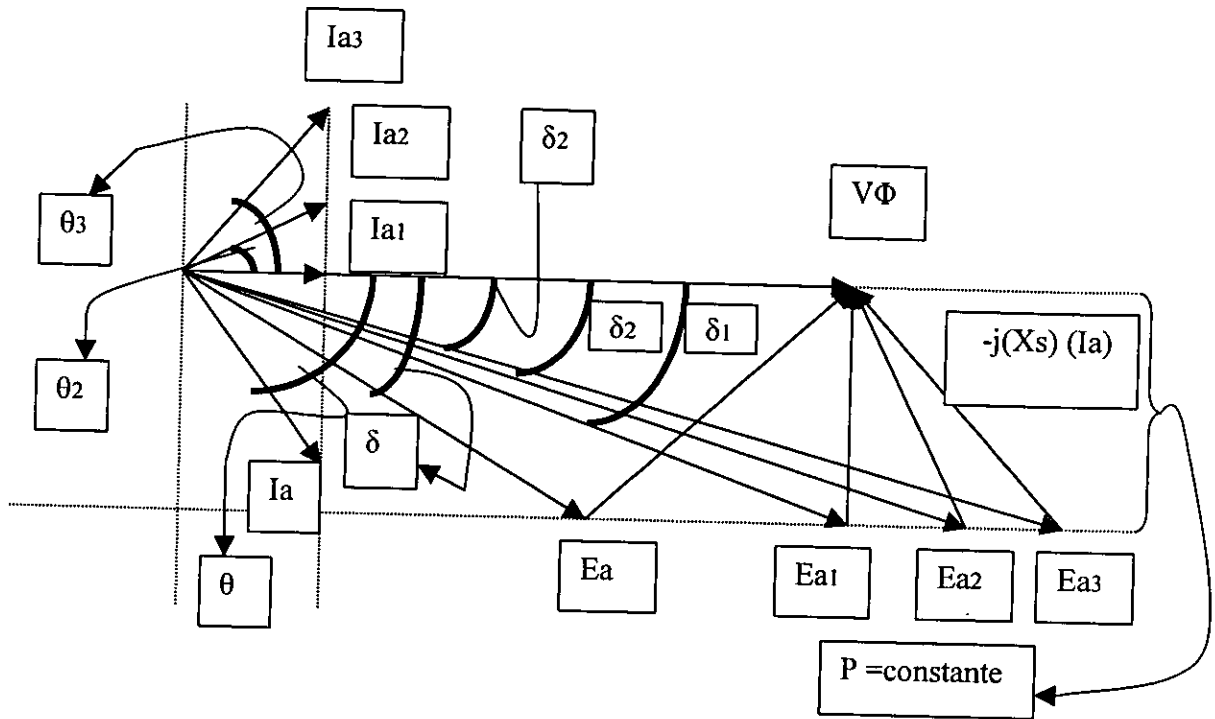 Ia3
Ia2
δ2
VΦ
θ3
Ia1
δ2
δ1
-j(Xs) (Ia)
θ2
δ
Ia
θ
Ea
Ea1
Ea2
Ea3
P =constante